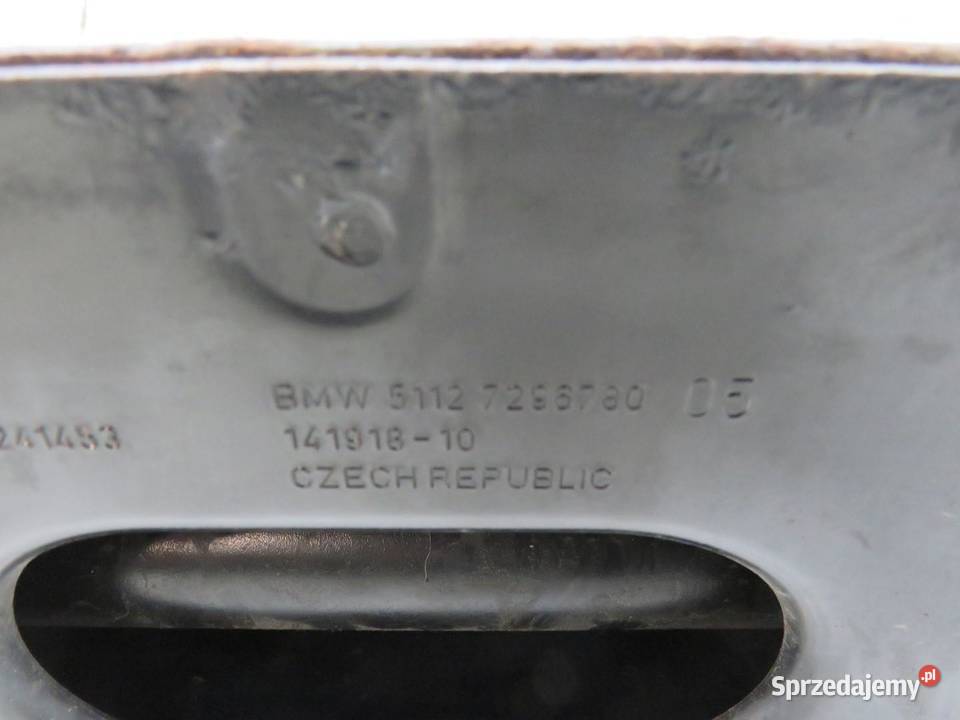 BMW 5112 7296780 05
241453
141918-10
CZECH REPUBLIC
Sprzedajemy.pl